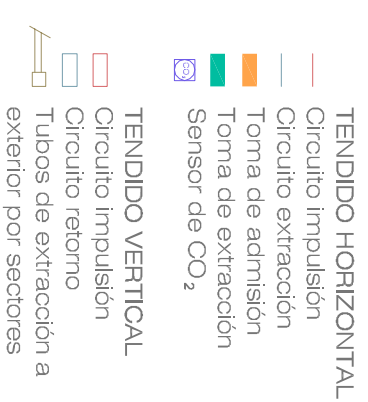 TENDIDO HORIZONTAL
Circuito impulsión
Circuito extracción
Toma de admisión
Toma de extracción
CO₂ Sensor de CO₂
TENDIDO VERTICAL
Circuito impulsión
Circuito retorno
Tubos de extracción a
exterior por sectores